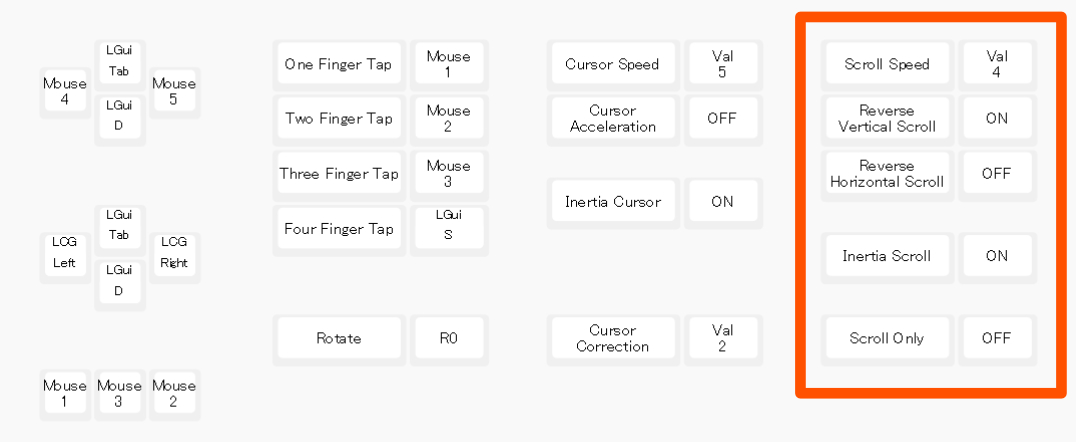 LGui
Tab
Mouse
4
Mouse
5
LGui
D
LCG
Left
LGui
Tab
LCG
Right
LGui
D
Mouse
1
Mouse
3
Mouse
2
One Finger Tap
Mouse
1
Two Finger Tap
Mouse
2
Three Finger Tap
Mouse
3
Four Finger Tap
LGui
S
Rotate
R0
Cursor Speed
Val
5
Cursor
Acceleration
OFF
Inertia Cursor
ON
Cursor
Correction
Val
2
Scroll Speed
Val
4
Reverse
Vertical Scroll
ON
Reverse
Horizontal Scroll
OFF
Inertia Scroll
ON
Scroll Only
OFF